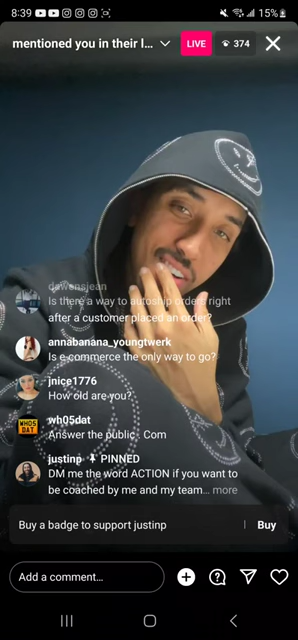 8:39
15%
mentioned you in their l...
LIVE
374
dewensjean
Is there a way to autoship orders right
after a customer placed an order?
annabanana_youngtwerk
Is e commerce the only way to go?
jnice1776
How old are you?
WHOS
DAT
wh05dat
Answer the public . Com
justinp PINNED
DM me the word ACTION if you want to
be coached by me and my team... more
Buy a badge to support justinp
Buy
Add a comment...